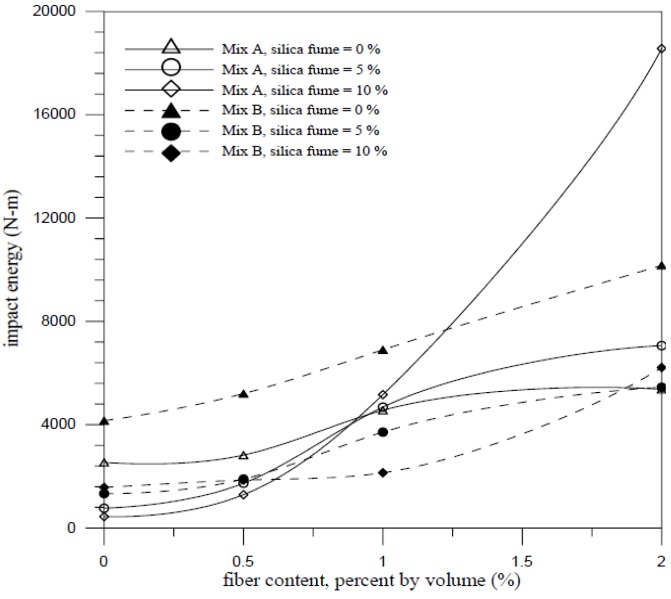 20000
16000
12000
8000
4000
0
impact energy (N-m)
Mix A, silica fume = 0 %
Mix A, silica fume = 5 %
Mix A, silica fume = 10 %
Mix B, silica fume = 0 %
Mix B, silica fume = 5 %
Mix B, silica fume = 10 %
0 0.5 1 1.5 2
fiber content, percent by volume (%)